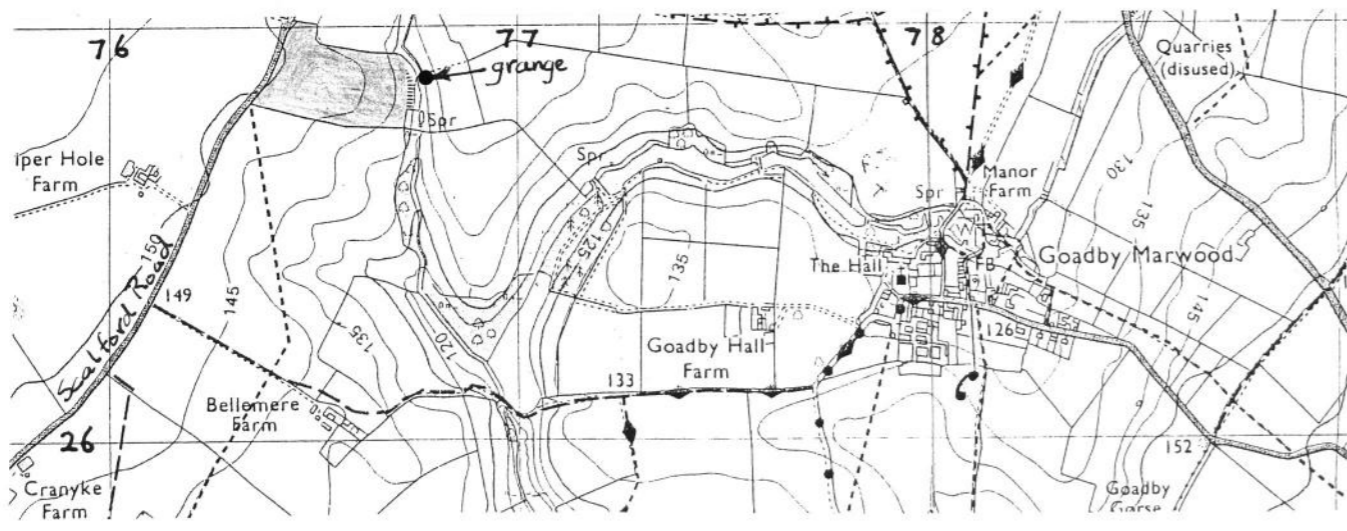 76
77
78
grange
Quarries
(disused)
Spr
iper Hole
Farm
Spr
Spr
Manor
Farm
130
135
W
Goadby Marwood
150
The Hall
FB
125
135
145
Scalford Road
149
145
135
120
126
Goadby Hall
Farm
133
Bellemere
Farm
26
152
Cranyke
Farm
Goadby
Gorse